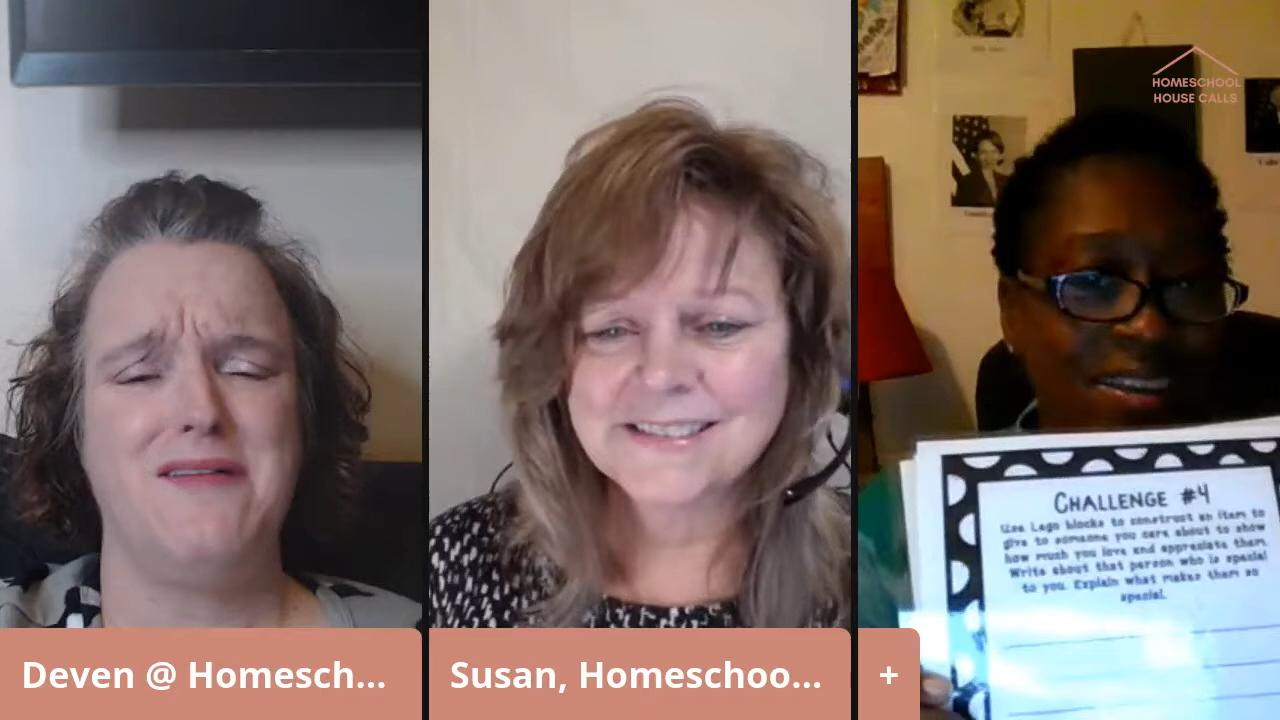 HOMESCHOOL
HOUSE CALLS
CHALLENGE #4
Use Lego blocks to construct an item to
give to someone you care about to show
how much you love and appreciate them.
Write about that person who is special
to you. Explain what makes them so
special.
Deven @ Homesch...
Susan, Homeschoo...
+